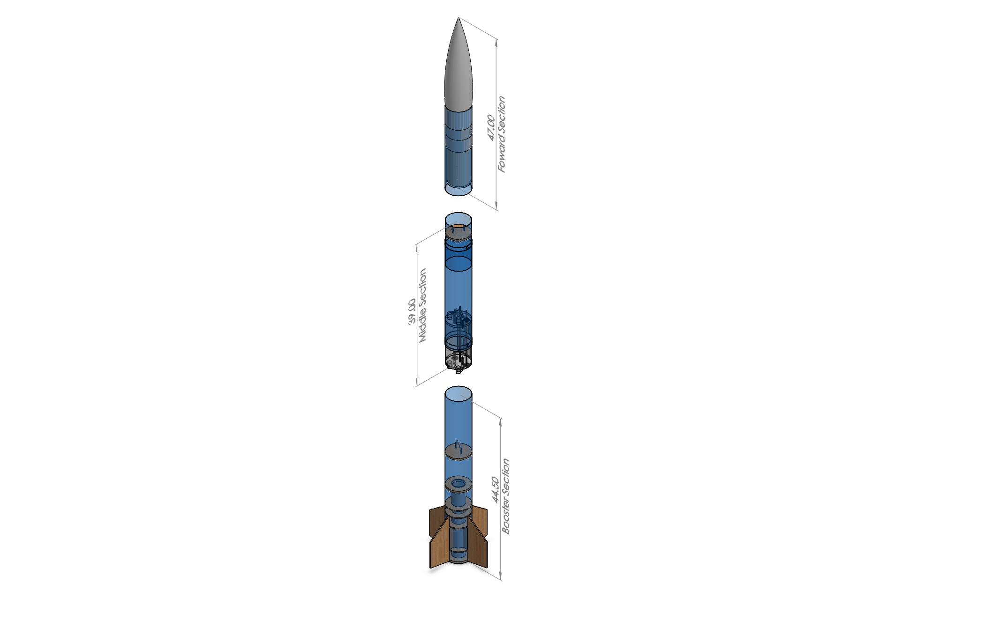 47.00
Foward Section
39.00
Middle Section
44.50
Booster Section